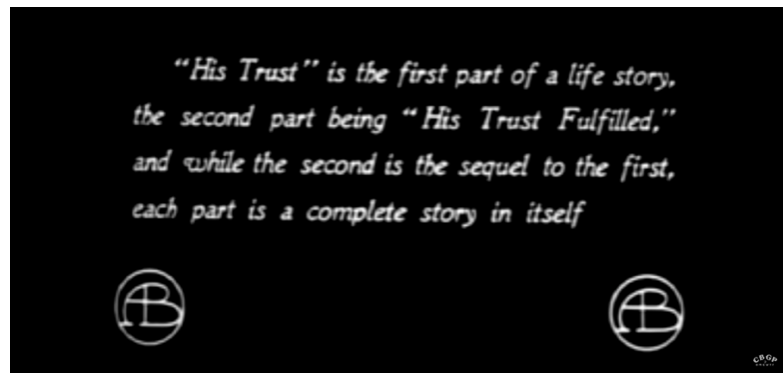 “His Trust” is the first part of a life story,
the second part being “His Trust Fulfilled,”
and while the second is the sequel to the first,
each part is a complete story in itself
AB AB
CBGP